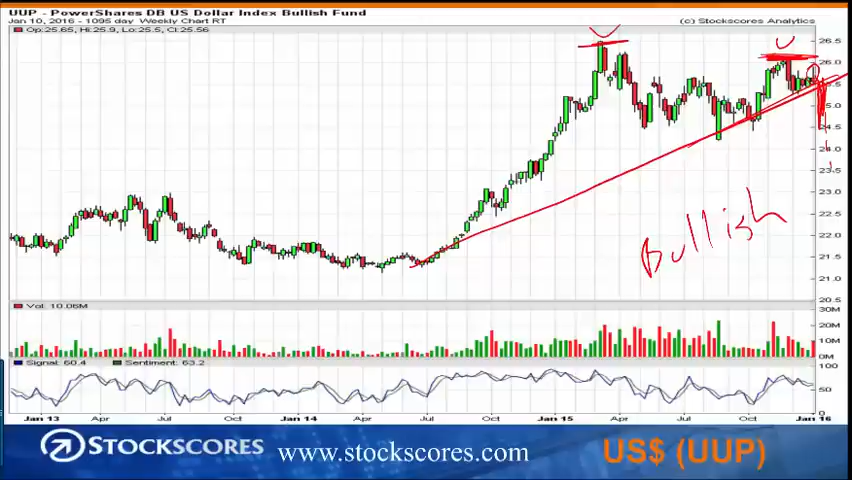 UUP - PowerShares DB US Dollar Index Bullish Fund
Jan 10, 2016 - 1095 day Weekly Chart RT
(c) Stockscores Analytics
Op:25.65, Hi:25.9, Lo:25.5, Cl:25.56
26.5
26.0
25.0
24.5
24.0
23.5
23.0
22.5
22.0
21.5
21.0
20.5
Bullish
Vol: 10.06M
30M
20M
10M
0M
Signal: 60.4
Sentiment: 63.2
100
50
0
Jan 13 Apr Jul Oct Jan 14 Apr Jul Oct Jan 15 Apr Jul Oct Jan 16
STOCKSCORES www.stockscores.com US$ (UUP)